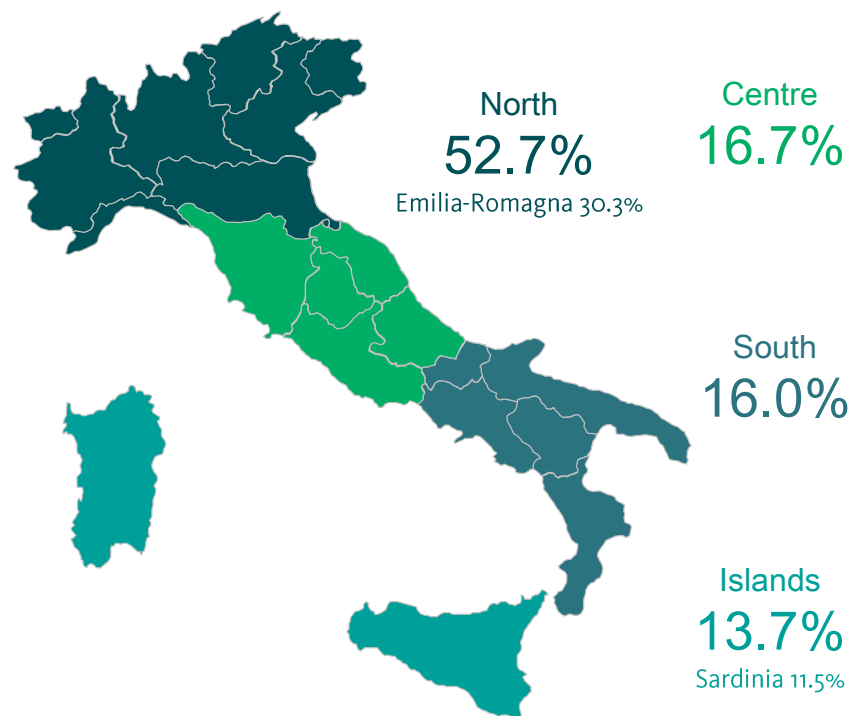 North
52.7%
Emilia-Romagna 30.3%
Centre
16.7%
South
16.0%
Islands
13.7%
Sardinia 11.5%